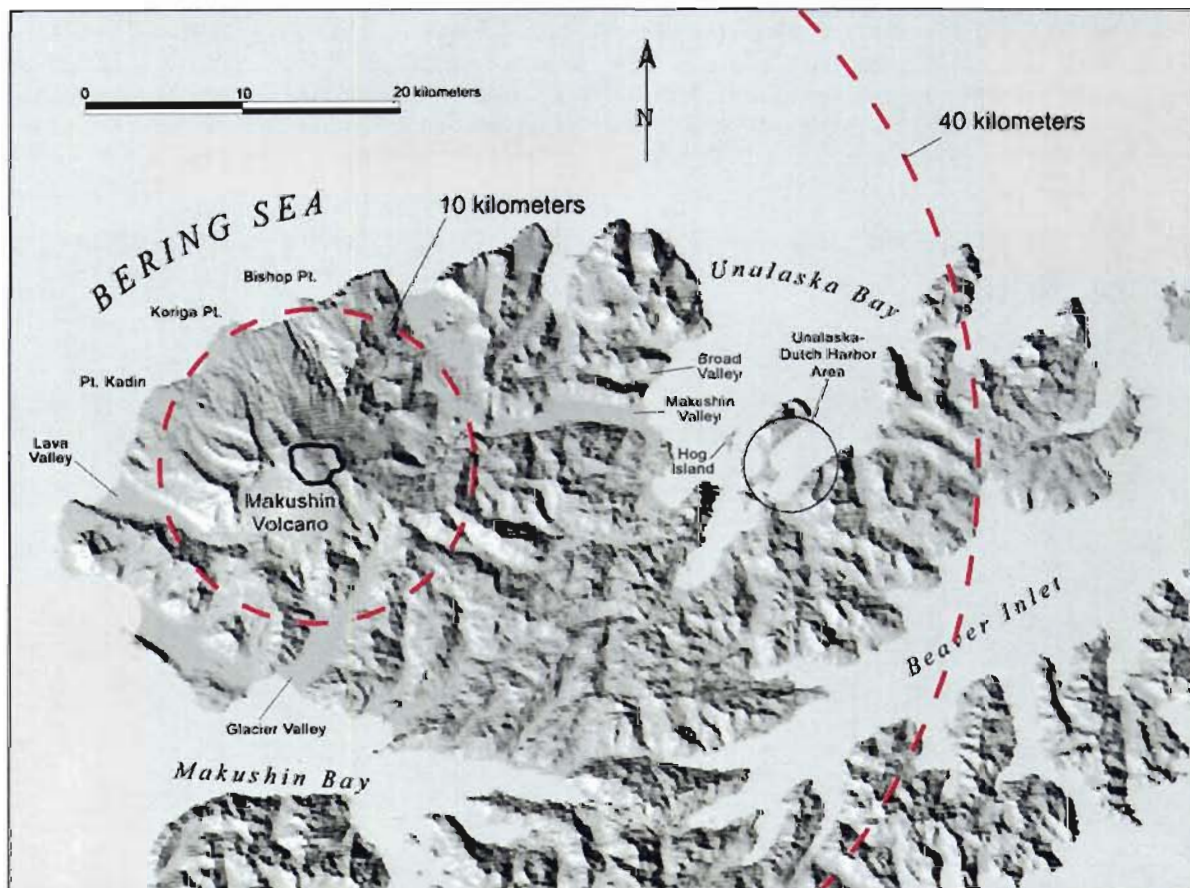 0
10
20 kilometers
N
40 kilometers
BERING SEA
10 kilometers
Bishop Pt.
Koriga Pt.
Pt. Kadin
Unalaska Bay
Unalaska-
Dutch Harbor
Area
Broad
Valley
Makushin
Valley
Hog
Island
Lava
Valley
Makushin
Volcano
Beaver Inlet
Glacier Valley
Makushin Bay